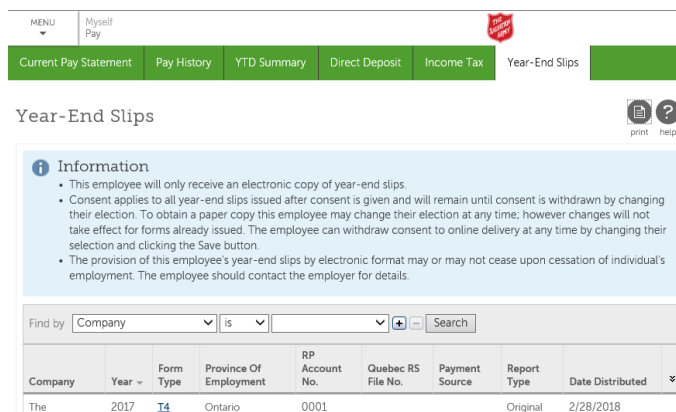 MENU
Myself
Pay
THE SALVATION ARMY
Current Pay Statement Pay History YTD Summary Direct Deposit Income Tax Year-End Slips
Year-End Slips
print help
Information
• This employee will only receive an electronic copy of year-end slips.
• Consent applies to all year-end slips issued after consent is given and will remain until consent is withdrawn by changing
their election. To obtain a paper copy this employee may change their election at any time; however changes will not
take effect for forms already issued. The employee can withdraw consent to online delivery at any time by changing their
selection and clicking the Save button.
• The provision of this employee's year-end slips by electronic format may or may not cease upon cessation of individual's
employment. The employee should contact the employer for details.
Find by Company is Search
Company Year Form Type Province Of Employment RP Account No. Quebec RS File No. Payment Source Report Type Date Distributed
The 2017 T4 Ontario 0001 Original 2/28/2018